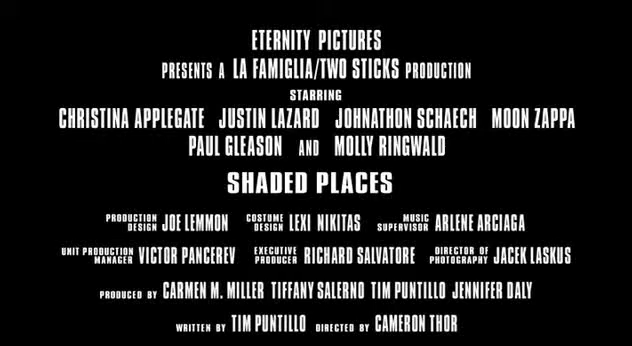 ETERNITY PICTURES
PRESENTS A LA FAMIGLIA/TWO STICKS PRODUCTION
STARRING
CHRISTINA APPLEGATE JUSTIN LAZARD JOHNATHON SCHAECH MOON ZAPPA
PAUL GLEASON AND MOLLY RINGWALD
SHADED PLACES
PRODUCTION DESIGN JOE LEMMON COSTUME DESIGN LEXI NIKITAS MUSIC SUPERVISOR ARLENE ARCIAGA
UNIT PRODUCTION MANAGER VICTOR PANCEREV EXECUTIVE PRODUCER RICHARD SALVATORE DIRECTOR OF PHOTOGRAPHY JACEK LASKUS
PRODUCED BY CARMEN M. MILLER TIFFANY SALERNO TIM PUNTILLO JENNIFER DALY
WRITTEN BY TIM PUNTILLO DIRECTED BY CAMERON THOR